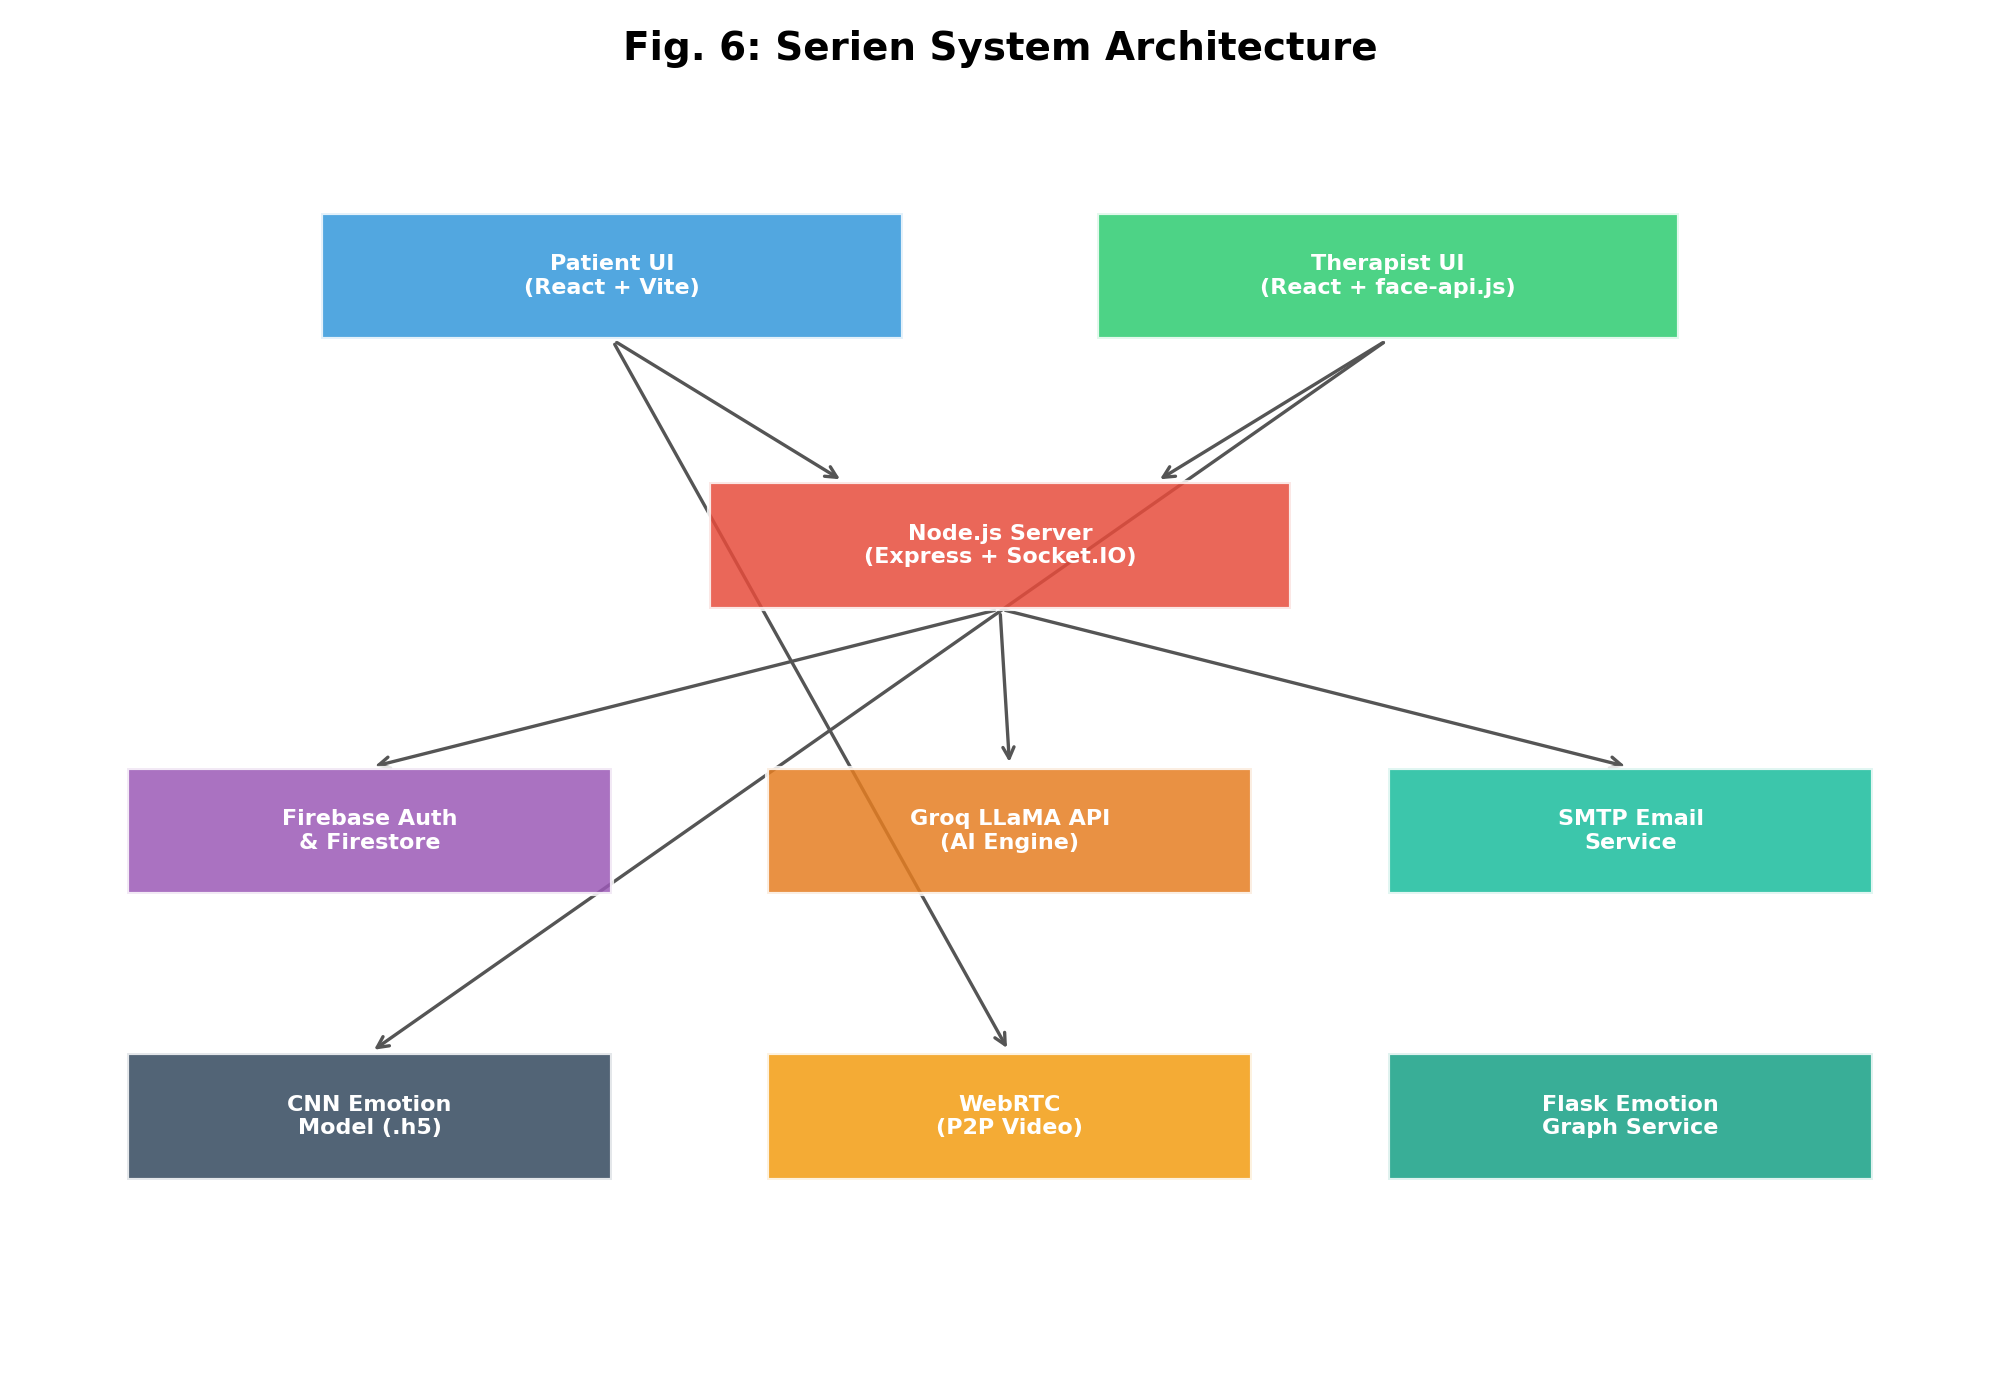 Fig. 6: Serien System Architecture
Patient UI
(React + Vite)
Therapist UI
(React + face-api.js)
Node.js Server
(Express + Socket.IO)
Firebase Auth
& Firestore
Groq LLaMA API
(AI Engine)
SMTP Email
Service
CNN Emotion
Model (.h5)
WebRTC
(P2P Video)
Flask Emotion
Graph Service